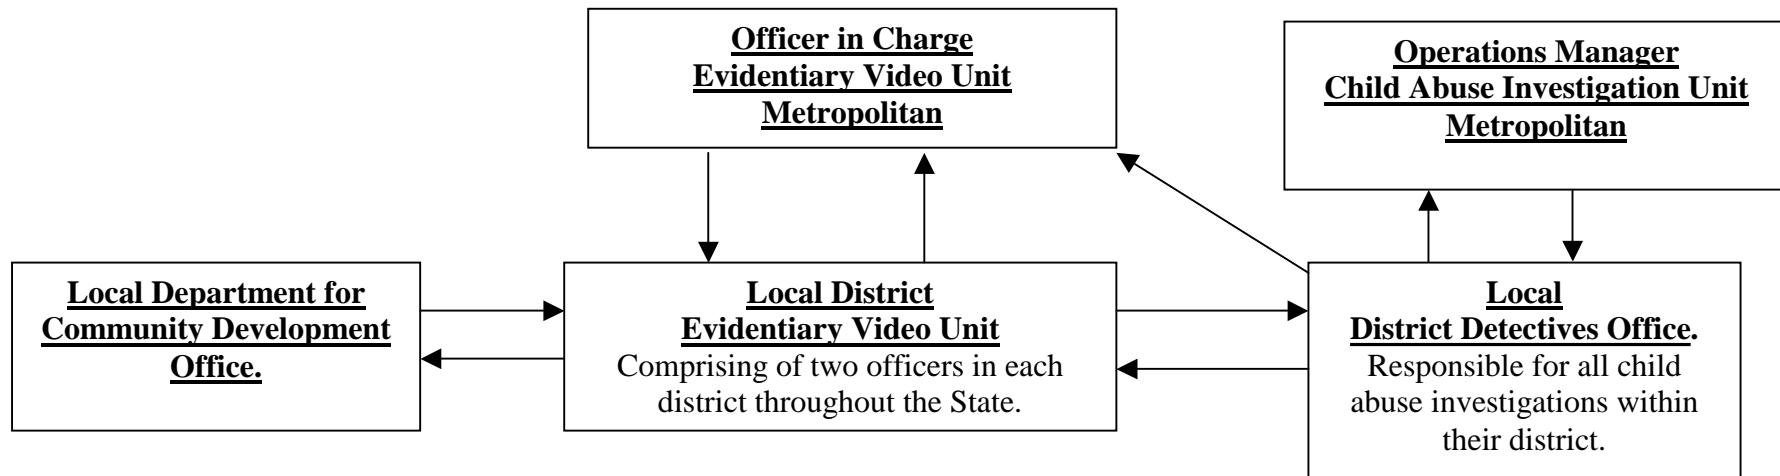 Officer in Charge
Evidentiary Video Unit
Metropolitan
Operations Manager
Child Abuse Investigation Unit
Metropolitan
Local Department for
Community Development
Office.
Local District
Evidentiary Video Unit
Comprising of two officers in each
district throughout the State.
Local
District Detectives Office.
Responsible for all child
abuse investigations within
their district.